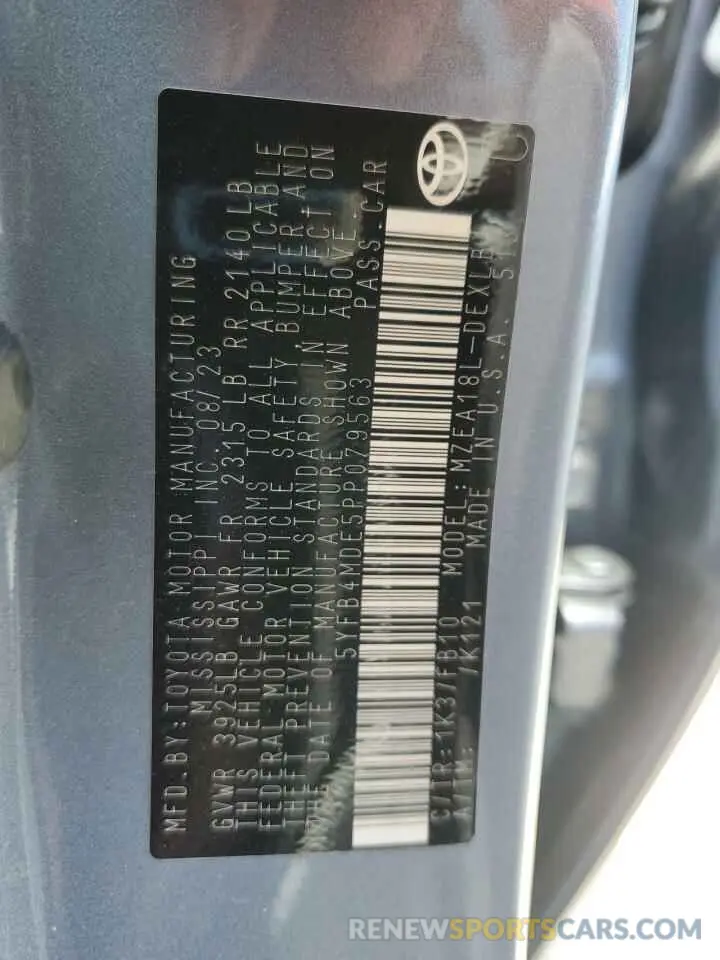 MFD.BY:TOYOTA MOTOR MANUFACTURING
MISSISSIPPI INC. 08/23
GVWR 3925LB GAWR FR 2315 LB RR 2140LB
THIS VEHICLE CONFORMS TO ALL APPLICABLE
FEDERAL MOTOR VEHICLE SAFETY BUMPER AND
THEFT PREVENTION STANDARDS IN EFFECT ON
THE DATE OF MANUFACTURE SHOWN ABOVE.
5YFB4MDE5PP079563 PASS.CAR
C/TR:1K3/FB10 MODEL:MZEA18L-DEXLB
A/TM: /K121 MADE IN U.S.A.
RENEWSPORTSCARS.COM